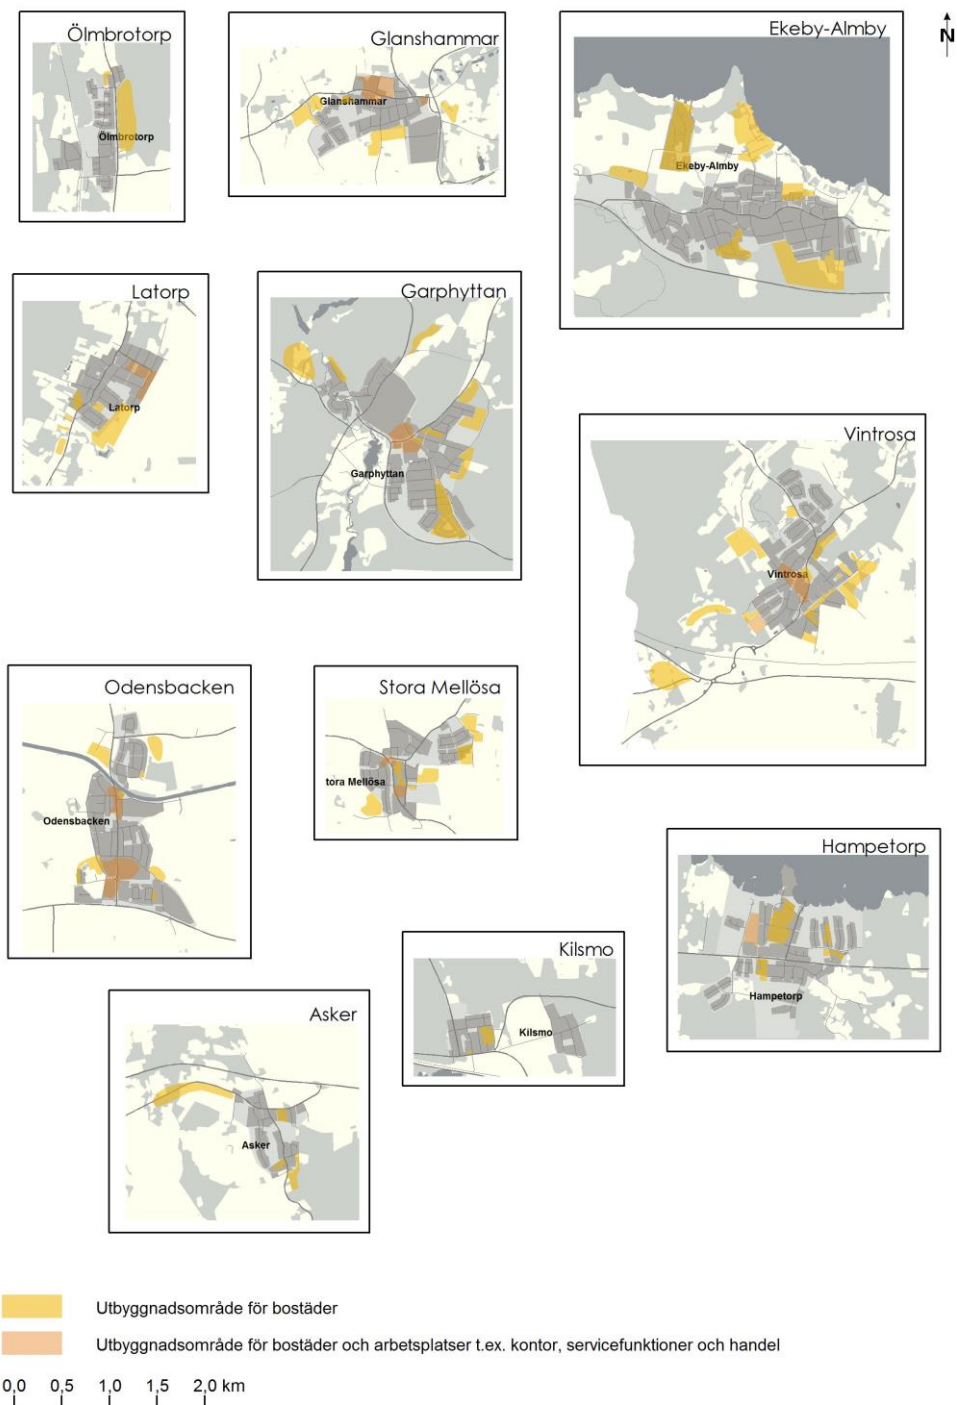 Ölmbrotorp
Ölmbrotorp
Glanshammar
Glanshammar
Ekeby-Almby
Ekeby-Almby
N
Latorp
Latorp
Garphyttan
Garphyttan
Vintrosa
Vintrosa
Odensbacken
Odensbacken
Stora Mellösa
tora Mellösa
Hampetorp
Hampetorp
Kilsmo
Kilsmo
Asker
Asker
Utbyggnadsområde för bostäder
Utbyggnadsområde för bostäder och arbetsplatser t.ex. kontor, servicefunktioner och handel
0,0 0,5 1,0 1,5 2,0 km